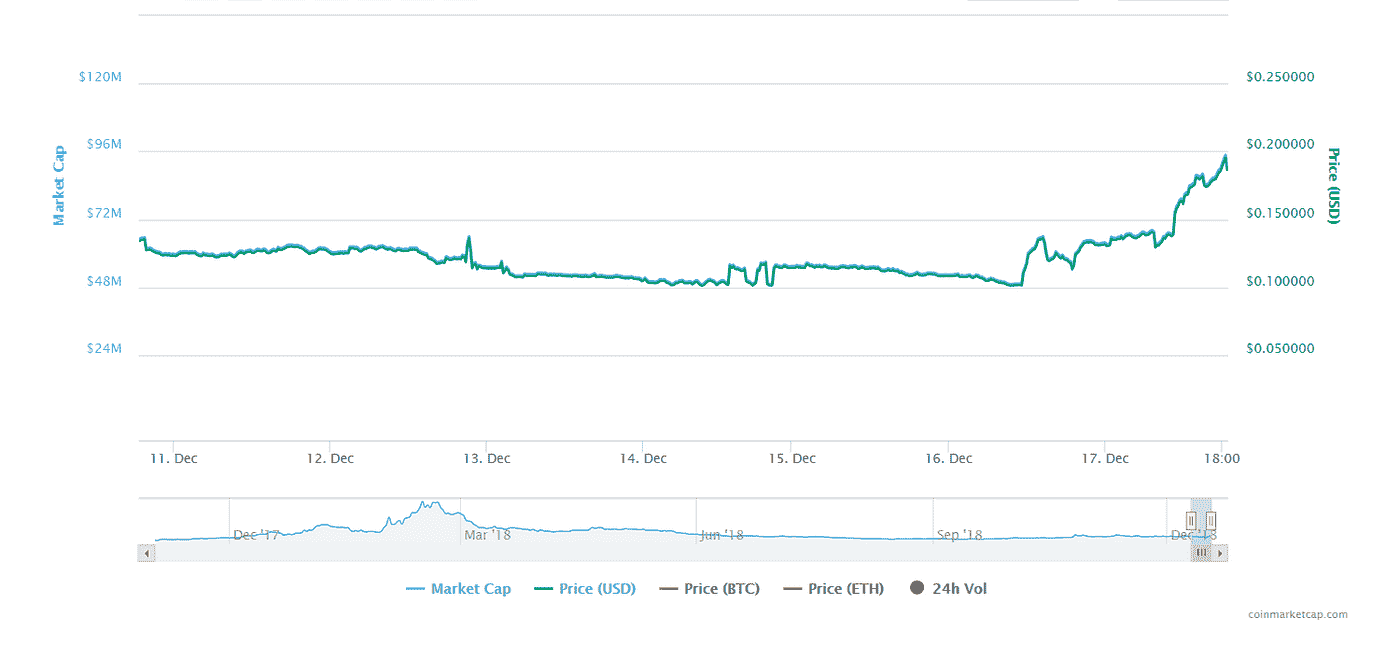 $120M
$96M
$72M
$48M
$24M
Market Cap
$0.250000
$0.200000
$0.150000
$0.100000
$0.050000
Price (USD)
11. Dec 12. Dec 13. Dec 14. Dec 15. Dec 16. Dec 17. Dec 18:00
Dec '17 Mar '18 Jun '18 Sep '18 Dec '18
Market Cap Price (USD) Price (BTC) Price (ETH) 24h Vol
coinmarketcap.com